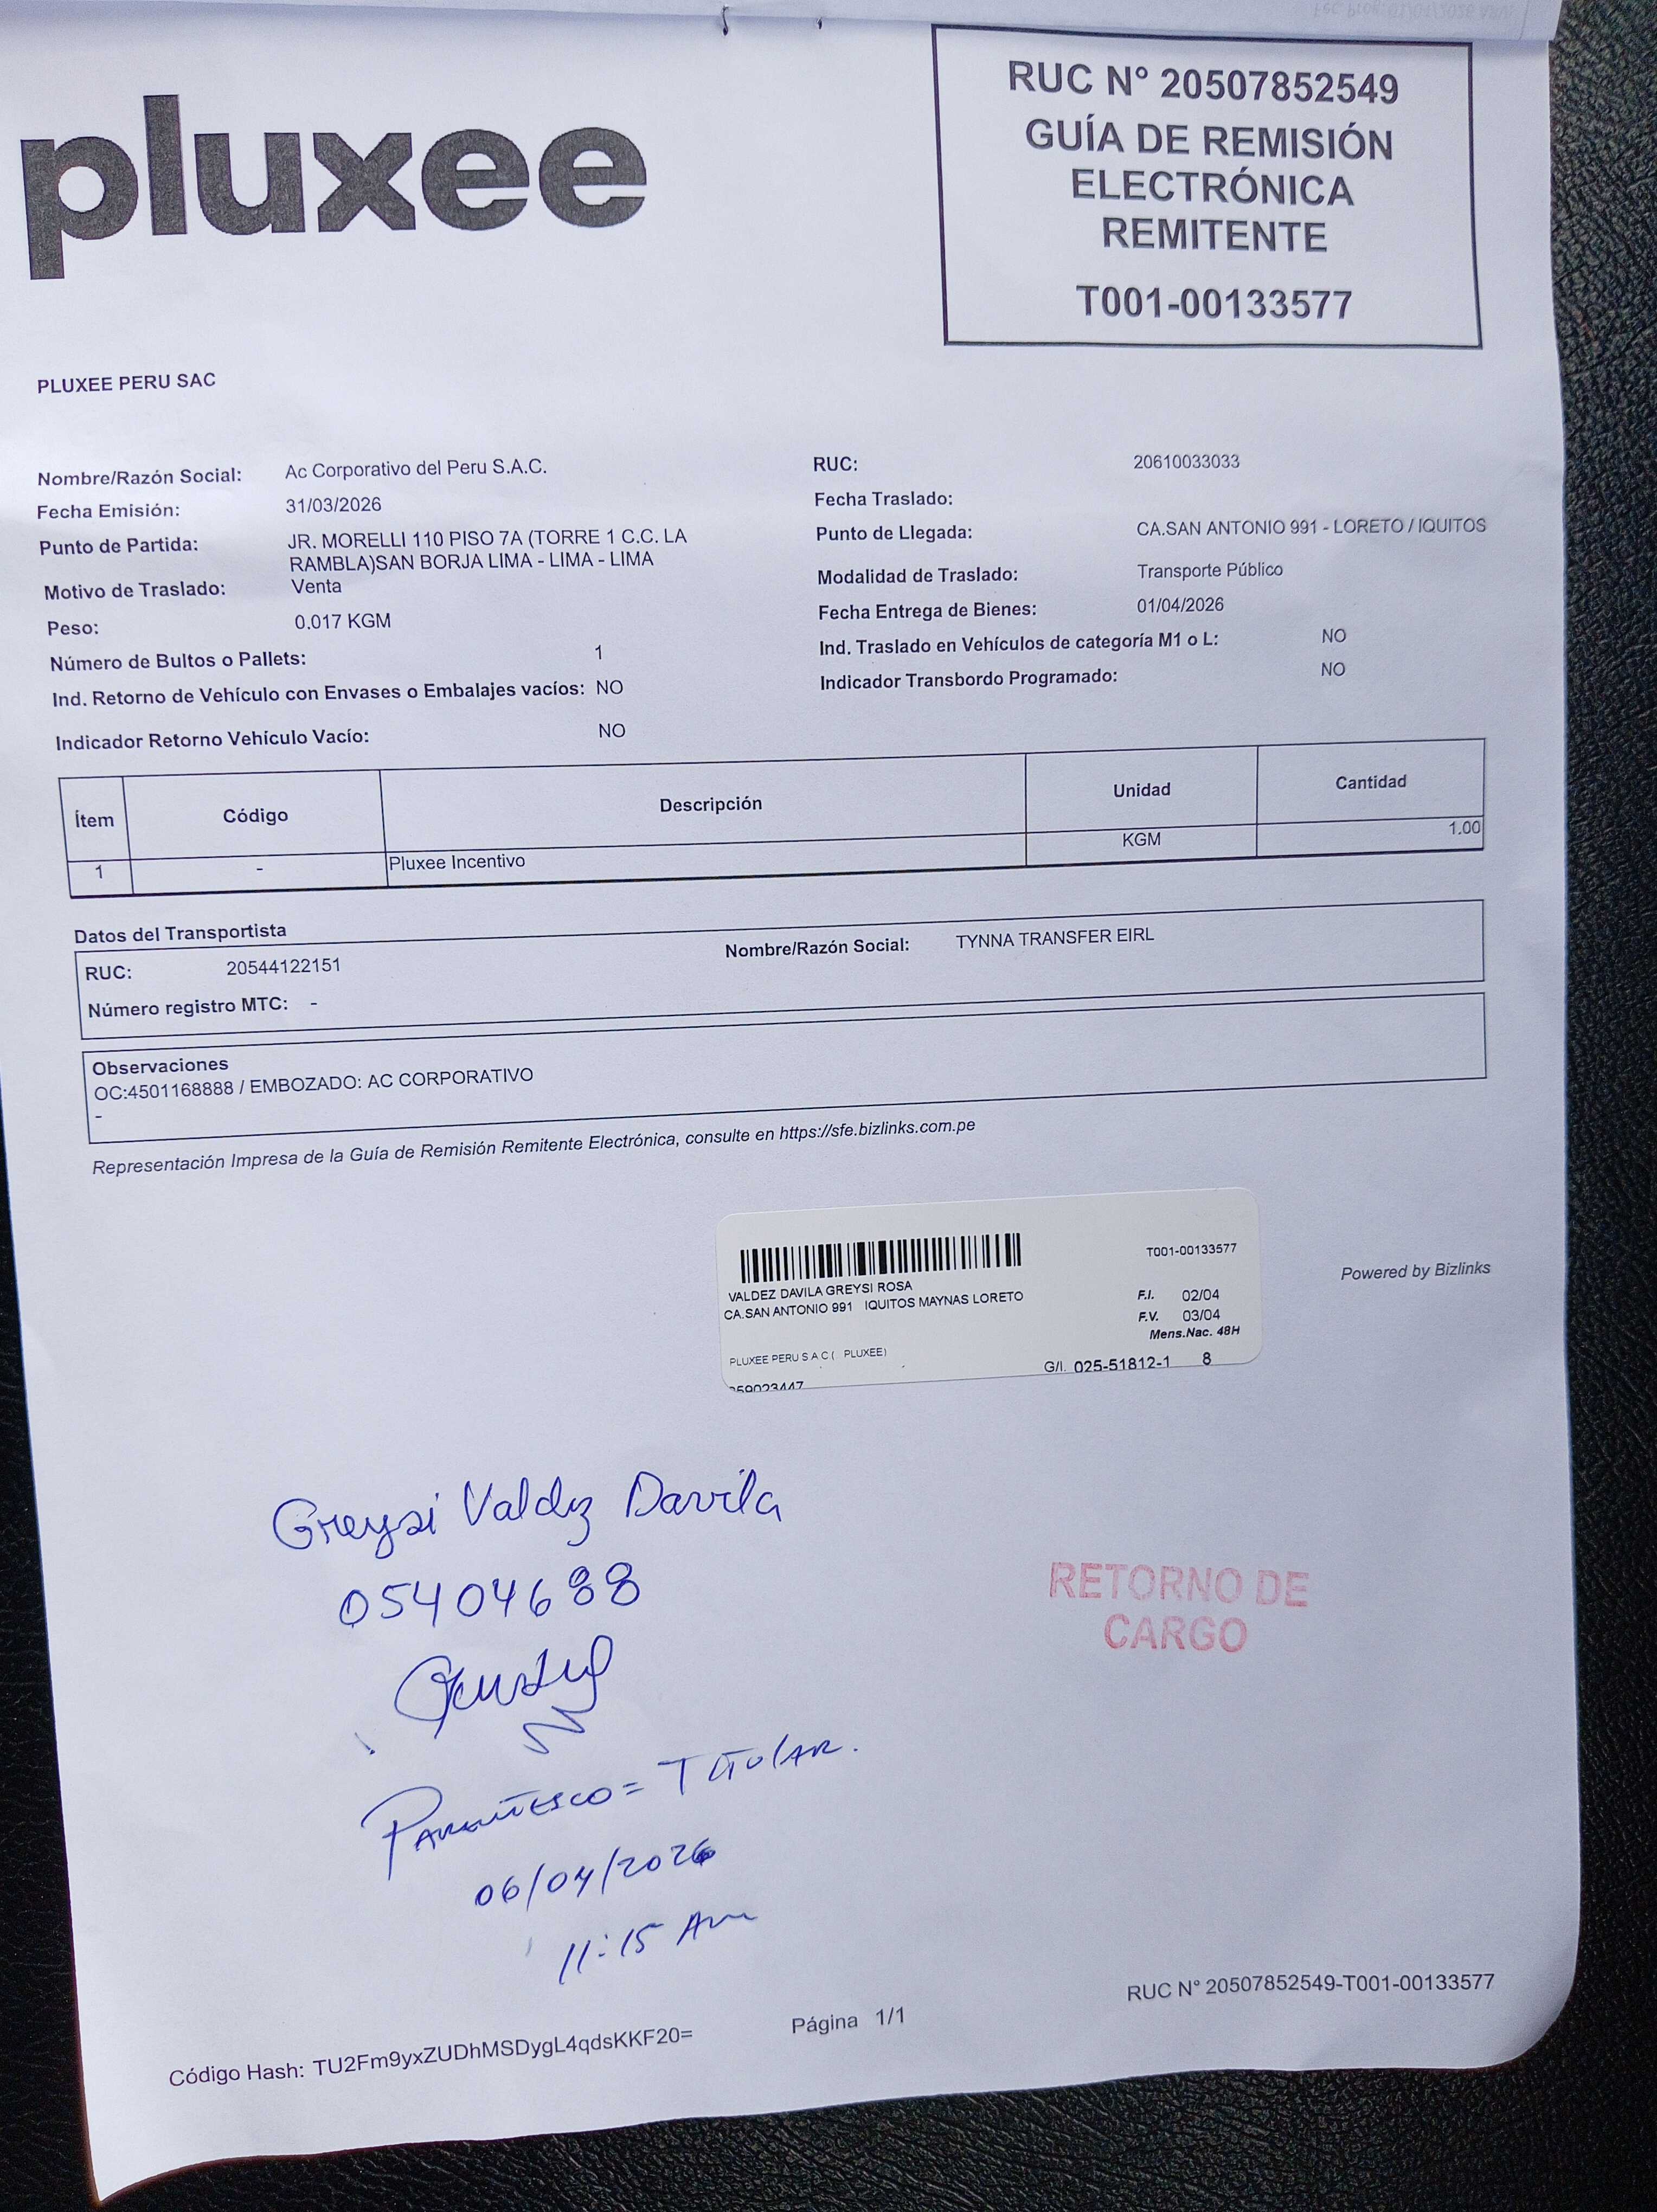 pluxee
RUC N° 20507852549
GUÍA DE REMISIÓN
ELECTRÓNICA
REMITENTE
T001-00133577
PLUXEE PERU SAC
Nombre/Razón Social: Ac Corporativo del Peru S.A.C.
Fecha Emisión: 31/03/2026
Punto de Partida: JR. MORELLI 110 PISO 7A (TORRE 1 C.C. LA
RAMBLA)SAN BORJA LIMA - LIMA - LIMA
Motivo de Traslado: Venta
Peso: 0.017 KGM
Número de Bultos o Pallets: 1
Ind. Retorno de Vehículo con Envases o Embalajes vacíos: NO
Indicador Retorno Vehículo Vacío: NO
RUC: 20610033033
Fecha Traslado:
Punto de Llegada: CA.SAN ANTONIO 991 - LORETO / IQUITOS
Modalidad de Traslado: Transporte Público
Fecha Entrega de Bienes: 01/04/2026
Ind. Traslado en Vehículos de categoría M1 o L: NO
Indicador Transbordo Programado: NO
Ítem Código Descripción Unidad Cantidad
1 - Pluxee Incentivo KGM 1.00
Datos del Transportista
RUC: 20544122151 Nombre/Razón Social: TYNNA TRANSFER EIRL
Número registro MTC: -
Observaciones
OC:4501168888 / EMBOZADO: AC CORPORATIVO
-
Representación Impresa de la Guía de Remisión Remitente Electrónica, consulte en https://sfe.bizlinks.com.pe
T001-00133577
VALDEZ DAVILA GREYSI ROSA
CA.SAN ANTONIO 991 IQUITOS MAYNAS LORETO
F.I. 02/04
F.V. 03/04
Mens.Nac. 48H
PLUXEE PERU S A C ( PLUXEE)
G/I. 025-51812-1 8
Powered by Bizlinks
Greysi Valdez Davila
05404688
RETORNO DE
CARGO
Parentesco = Titular.
06/04/2026
11:15 Am
RUC N° 20507852549-T001-00133577
Página 1/1
Código Hash: TU2Fm9yxZUDhMSDygL4qdsKKF20=